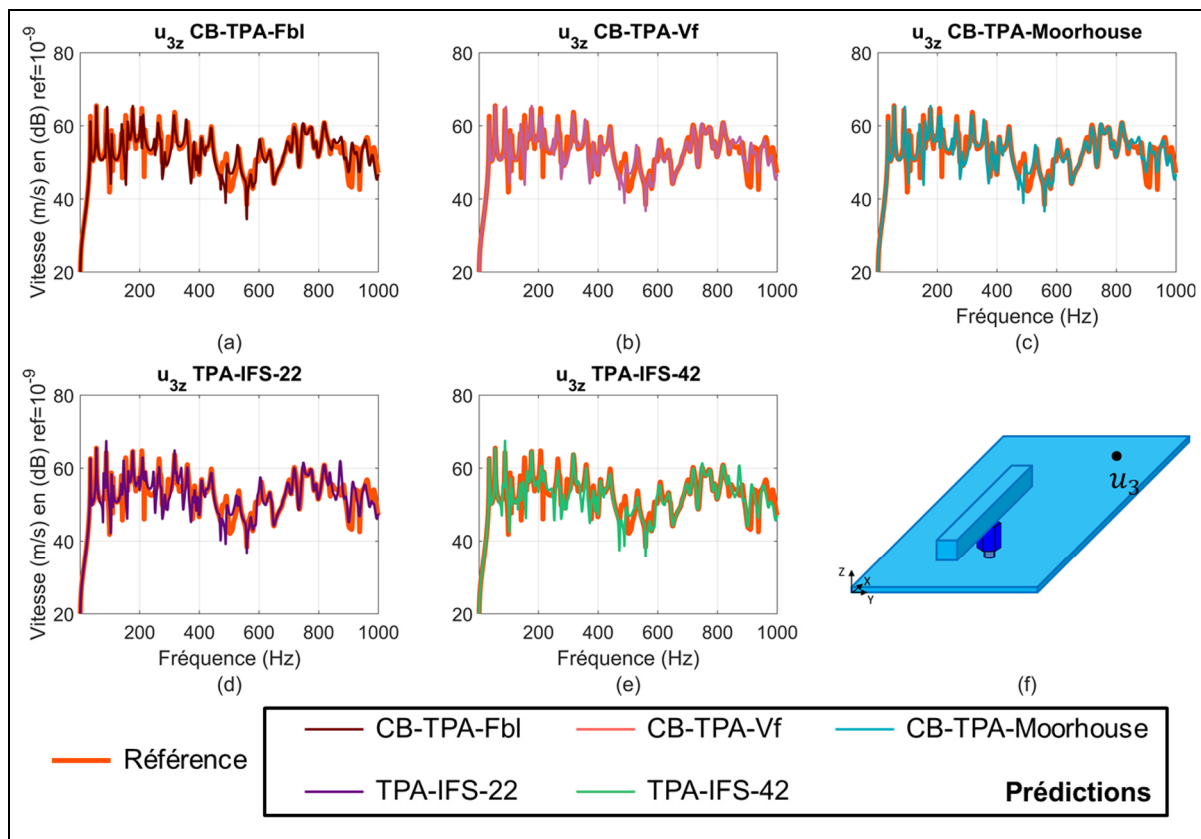 u3z CB-TPA-Fbl
u3z CB-TPA-Vf
u3z CB-TPA-Moorhouse
Vitesse (m/s) en (dB) ref=10-9
80
60
40
20
200 400 600 800 1000
80
60
40
20
200 400 600 800 1000
80
60
40
20
200 400 600 800 1000
Fréquence (Hz)
(a)
(b)
(c)
u3z TPA-IFS-22
u3z TPA-IFS-42
Vitesse (m/s) en (dB) ref=10-9
80
60
40
20
200 400 600 800 1000
Fréquence (Hz)
80
60
40
20
200 400 600 800 1000
Fréquence (Hz)
u3
Z
X
Y
(d)
(e)
(f)
Référence
CB-TPA-Fbl
CB-TPA-Vf
CB-TPA-Moorhouse
TPA-IFS-22
TPA-IFS-42
Prédictions